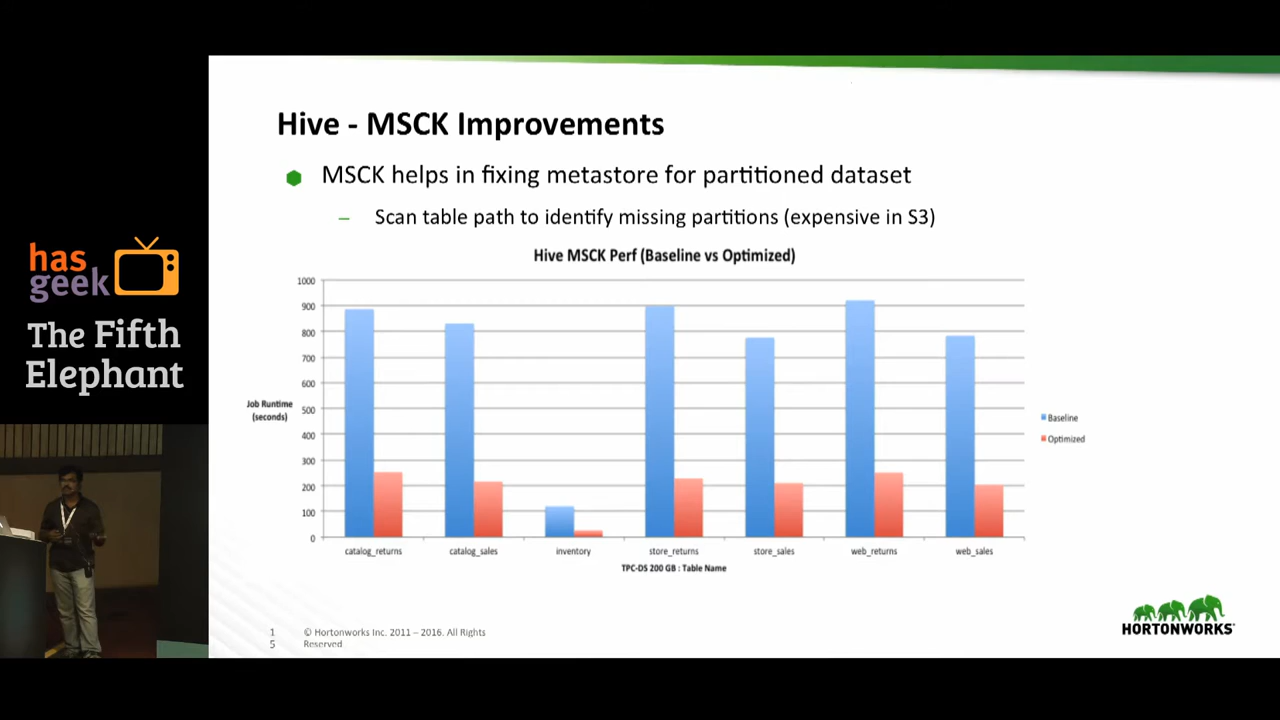 has
geek
The Fifth
Elephant
Hive - MSCK Improvements
MSCK helps in fixing metastore for partitioned dataset
– Scan table path to identify missing partitions (expensive in S3)
Hive MSCK Perf (Baseline vs Optimized)
1000
900
800
700
600
500
400
300
200
100
0
Job Runtime
(seconds)
catalog_returns catalog_sales inventory store_returns store_sales web_returns web_sales
TPC-DS 200 GB : Table Name
Baseline
Optimized
1
5
© Hortonworks Inc. 2011 – 2016. All Rights
Reserved
HORTONWORKS